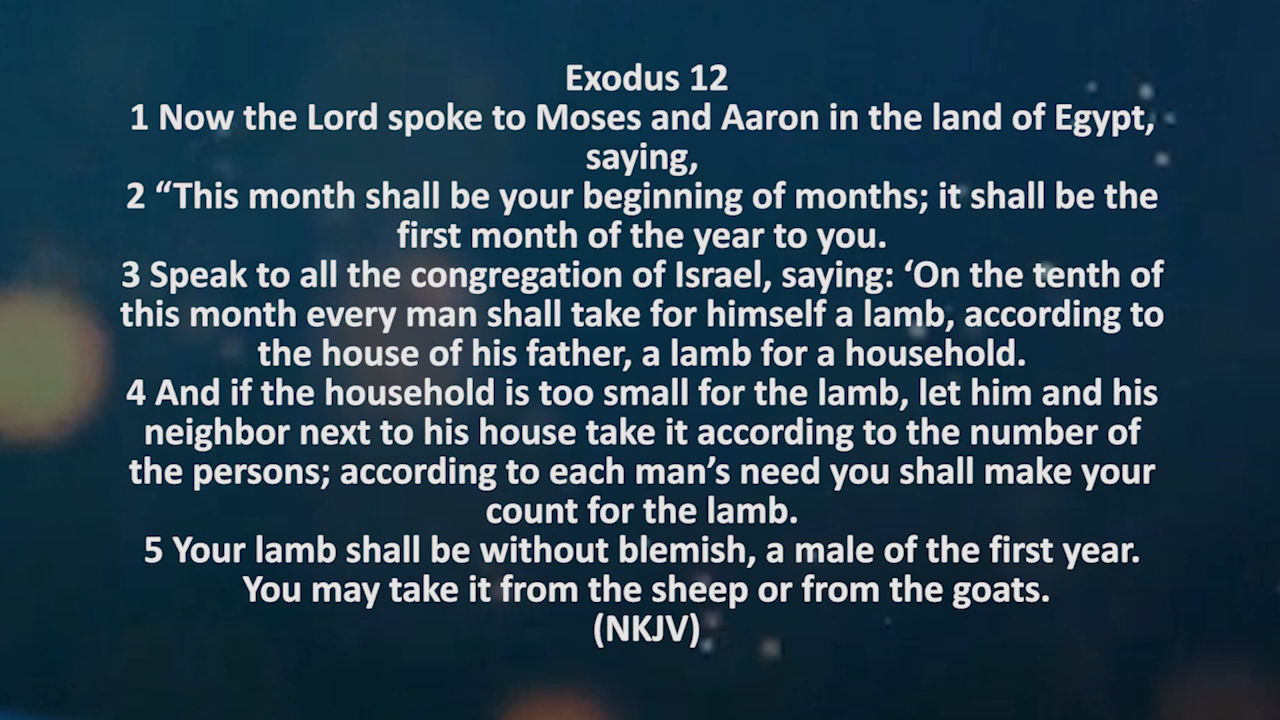 Exodus 12
1 Now the Lord spoke to Moses and Aaron in the land of Egypt,
saying,
2 “This month shall be your beginning of months; it shall be the
first month of the year to you.
3 Speak to all the congregation of Israel, saying: ‘On the tenth of
this month every man shall take for himself a lamb, according to
the house of his father, a lamb for a household.
4 And if the household is too small for the lamb, let him and his
neighbor next to his house take it according to the number of
the persons; according to each man’s need you shall make your
count for the lamb.
5 Your lamb shall be without blemish, a male of the first year.
You may take it from the sheep or from the goats.
(NKJV)